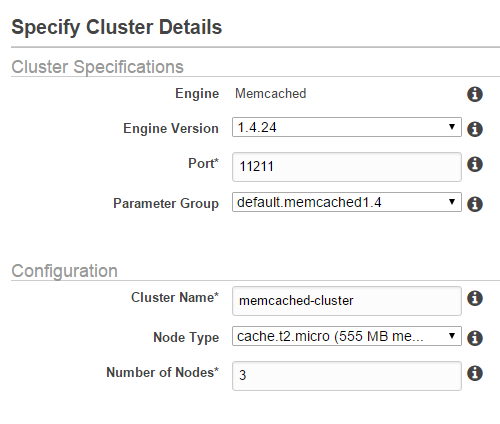 Specify Cluster Details
Cluster Specifications
Engine Memcached
Engine Version 1.4.24
Port* 11211
Parameter Group default.memcached1.4
Configuration
Cluster Name* memcached-cluster
Node Type cache.t2.micro (555 MB me...
Number of Nodes* 3